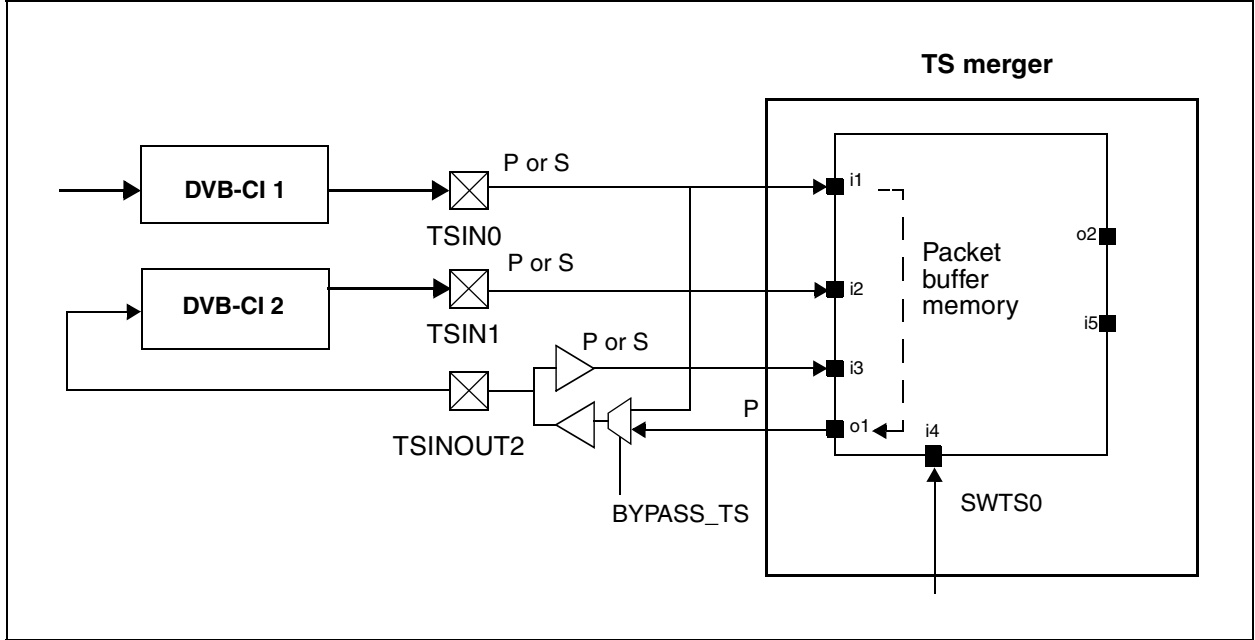 TS merger
P or S
DVB-CI 1
i1
TSIN0
o2
P or S
Packet
buffer
memory
DVB-CI 2
i2
TSIN1
i5
P or S
i3
P
o1
i4
TSINOUT2
SWTS0
BYPASS_TS